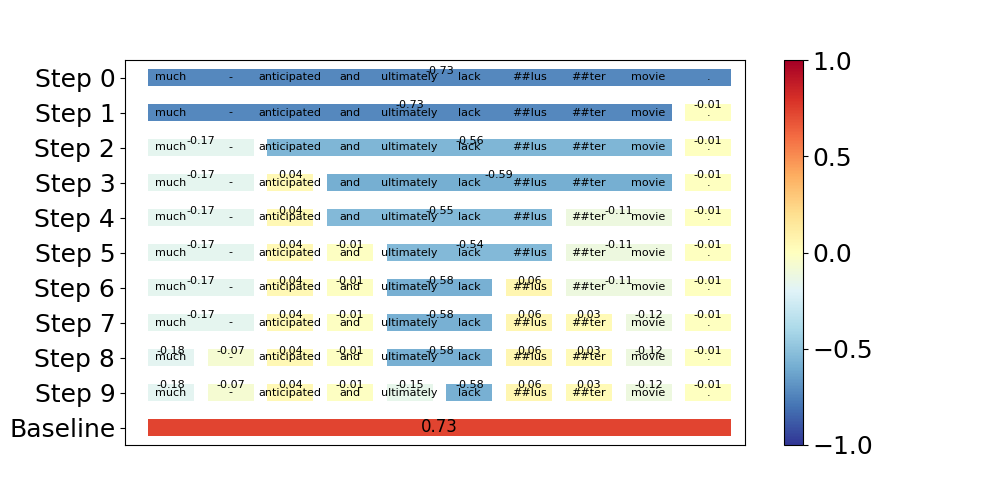 Step 0 much - anticipated and ultimately lack ##lus ##ter movie . -0.73
Step 1 much - anticipated and ultimately lack ##lus ##ter movie . -0.73 -0.01
Step 2 much - anticipated and ultimately lack ##lus ##ter movie . -0.17 -0.56 -0.01
Step 3 much - anticipated and ultimately lack ##lus ##ter movie . -0.17 0.04 -0.59 -0.01
Step 4 much - anticipated and ultimately lack ##lus ##ter movie . -0.17 0.04 -0.55 -0.11 -0.01
Step 5 much - anticipated and ultimately lack ##lus ##ter movie . -0.17 0.04 -0.01 -0.54 -0.11 -0.01
Step 6 much - anticipated and ultimately lack ##lus ##ter movie . -0.17 0.04 -0.01 -0.58 0.06 -0.11 -0.01
Step 7 much - anticipated and ultimately lack ##lus ##ter movie . -0.17 0.04 -0.01 -0.58 0.06 0.03 -0.12 -0.01
Step 8 much - anticipated and ultimately lack ##lus ##ter movie . -0.18 -0.07 0.04 -0.01 -0.58 0.06 0.03 -0.12 -0.01
Step 9 much - anticipated and ultimately lack ##lus ##ter movie . -0.18 -0.07 0.04 -0.01 -0.15 -0.58 0.06 0.03 -0.12 -0.01
Baseline 0.73
1.0
0.5
0.0
−0.5
−1.0